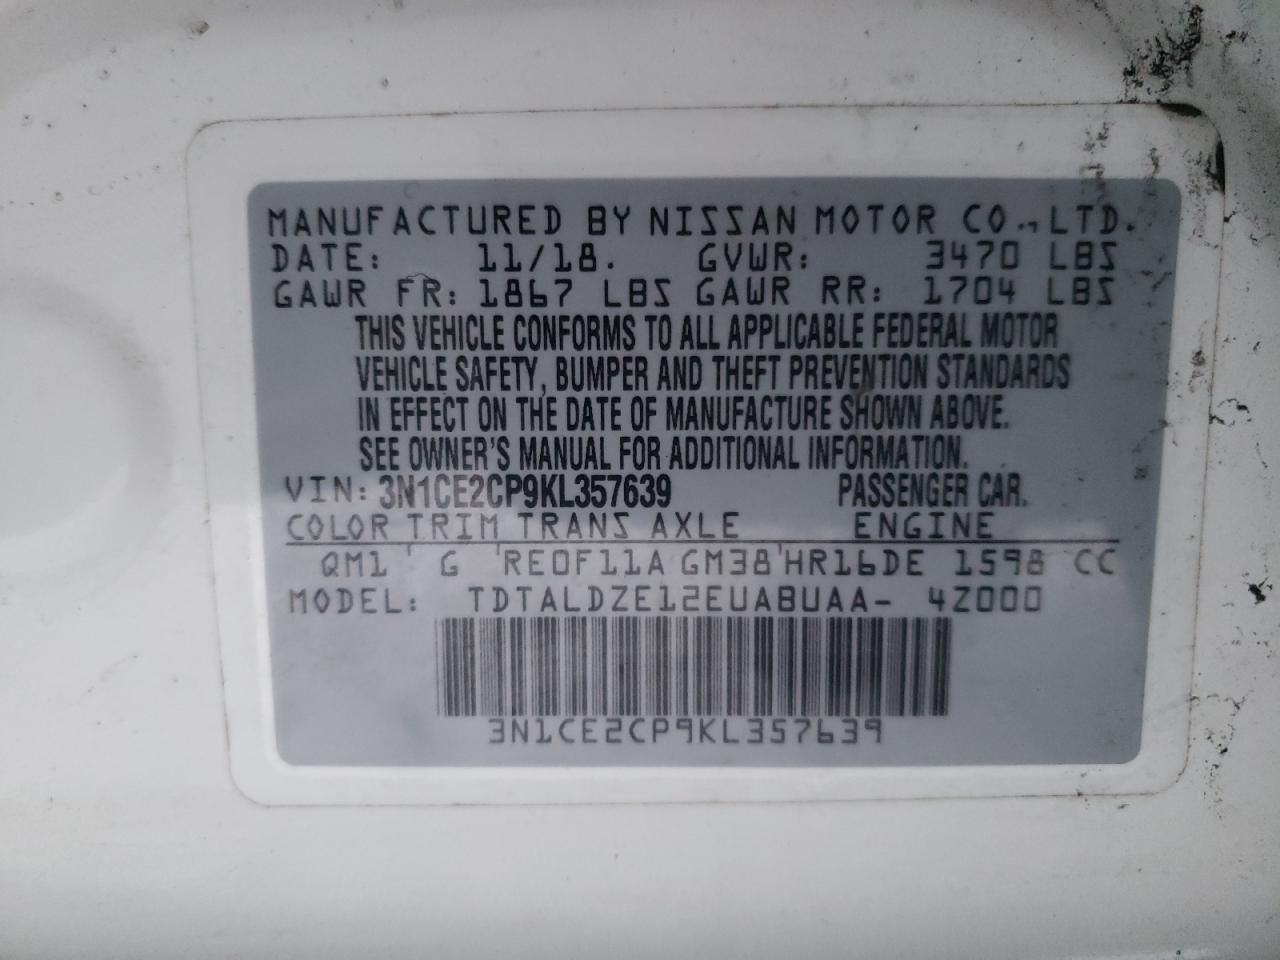 MANUFACTURED BY NISSAN MOTOR CO., LTD.
DATE: 11/18. GVWR: 3470 LBS
GAWR FR: 1867 LBS GAWR RR: 1704 LBS
THIS VEHICLE CONFORMS TO ALL APPLICABLE FEDERAL MOTOR
VEHICLE SAFETY, BUMPER AND THEFT PREVENTION STANDARDS
IN EFFECT ON THE DATE OF MANUFACTURE SHOWN ABOVE.
SEE OWNER'S MANUAL FOR ADDITIONAL INFORMATION.
VIN: 3N1CE2CP9KL357639 PASSENGER CAR.
COLOR TRIM TRANS AXLE ENGINE
QM1 ' G 'RE0F11A GM38'HR16DE 1598 CC
MODEL: TDTALDZE12EUABUAA- 4Z000
3N1CE2CP9KL357639